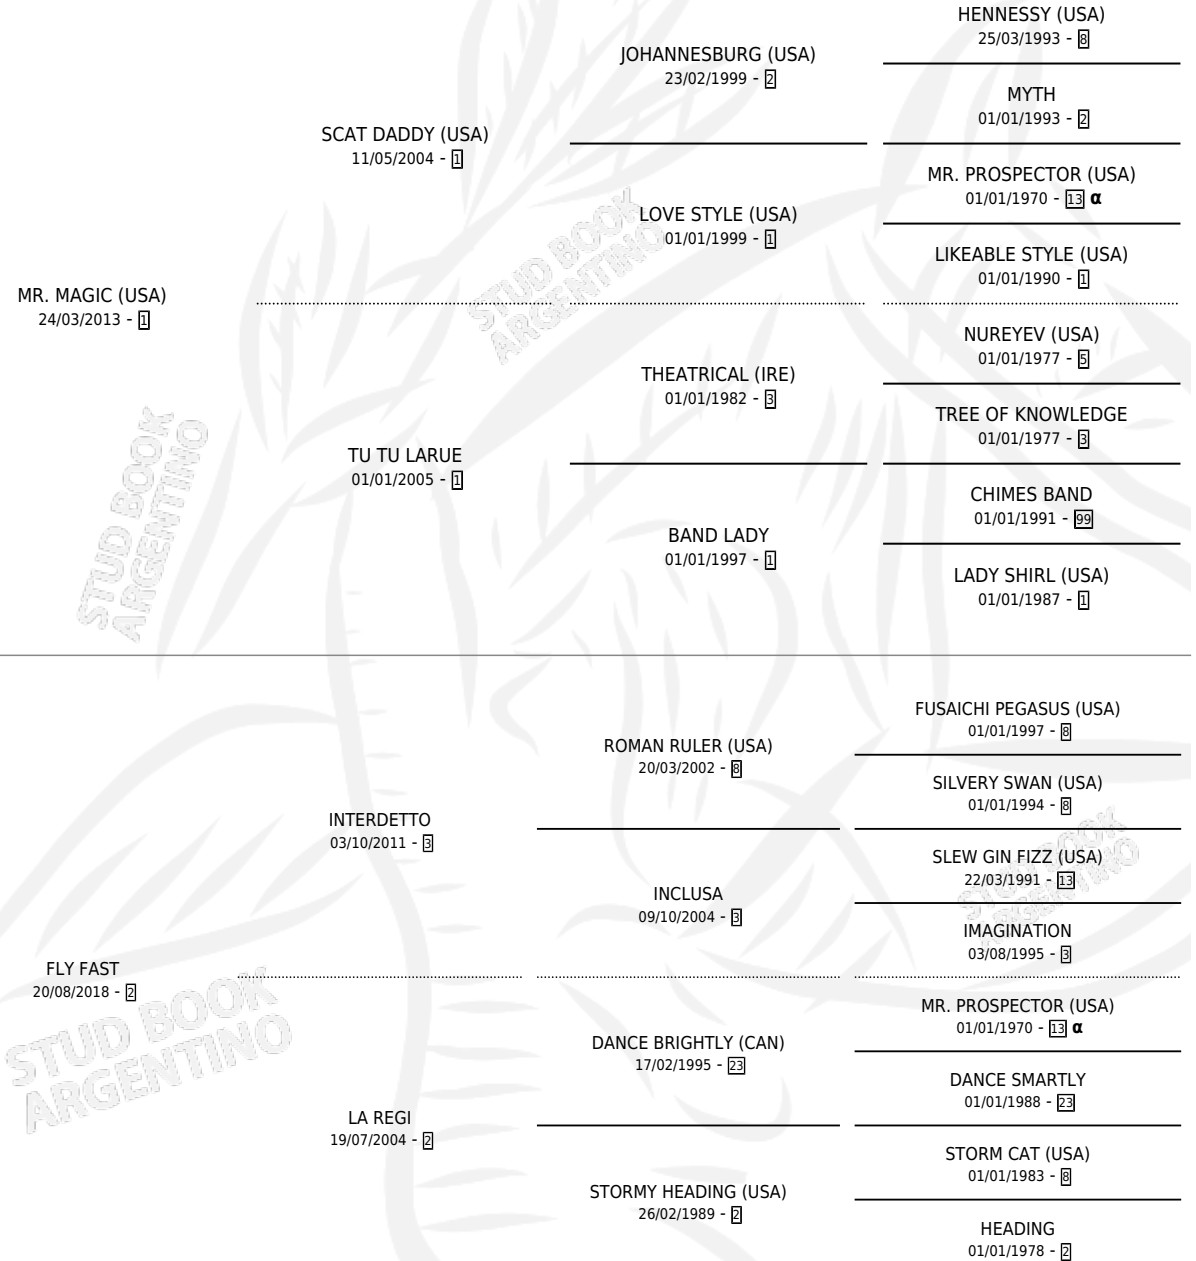 HENNESSY (USA)
25/03/1993 - 8
JOHANNESBURG (USA)
23/02/1999 - 2
MYTH
01/01/1993 - 2
SCAT DADDY (USA)
11/05/2004 - 1
MR. PROSPECTOR (USA)
01/01/1970 - 13 α
LOVE STYLE (USA)
01/01/1999 - 1
LIKEABLE STYLE (USA)
01/01/1990 - 1
MR. MAGIC (USA)
24/03/2013 - 1
NUREYEV (USA)
01/01/1977 - 5
THEATRICAL (IRE)
01/01/1982 - 3
TREE OF KNOWLEDGE
01/01/1977 - 3
TU TU LARUE
01/01/2005 - 1
CHIMES BAND
01/01/1991 - 99
BAND LADY
01/01/1997 - 1
LADY SHIRL (USA)
01/01/1987 - 1
STUD BOOK
ARGENTINO
STUD BOOK
ARGENTINO
FUSAICHI PEGASUS (USA)
01/01/1997 - 8
ROMAN RULER (USA)
20/03/2002 - 8
SILVERY SWAN (USA)
01/01/1994 - 8
INTERDETTO
03/10/2011 - 3
SLEW GIN FIZZ (USA)
22/03/1991 - 13
INCLUSA
09/10/2004 - 3
IMAGINATION
03/08/1995 - 3
FLY FAST
20/08/2018 - 2
MR. PROSPECTOR (USA)
01/01/1970 - 13 α
DANCE BRIGHTLY (CAN)
17/02/1995 - 23
DANCE SMARTLY
01/01/1988 - 23
LA REGI
19/07/2004 - 2
STORM CAT (USA)
01/01/1983 - 8
STORMY HEADING (USA)
26/02/1989 - 2
HEADING
01/01/1978 - 2
STUD BOOK
ARGENTINO
STUD BOOK
ARGENTINO